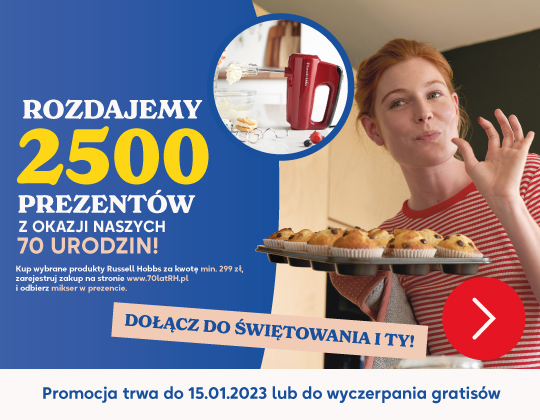 ROZDAJEMY
2500
PREZENTÓW
Z OKAZJI NASZYCH
70 URODZIN!
Kup wybrane produkty Russell Hobbs za kwotę min. 299 zł,
zarejestruj zakup na stronie www.70latRH.pl
i odbierz mikser w prezencie.
DOŁĄCZ DO ŚWIĘTOWANIA I TY!
Promocja trwa do 15.01.2023 lub do wyczerpania gratisów